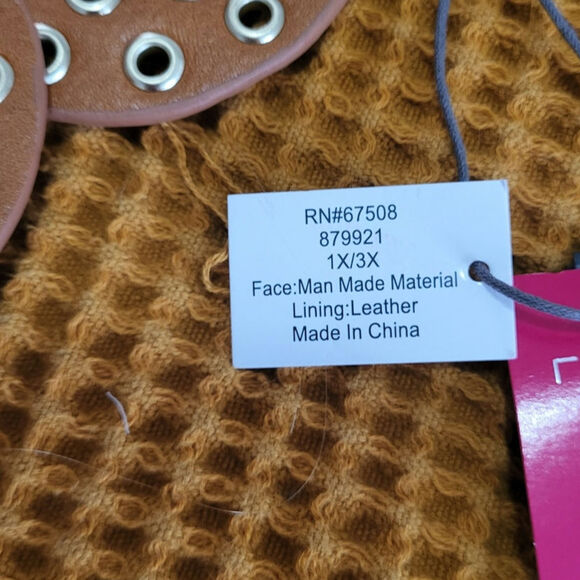 RN#67508
879921
1X/3X
Face:Man Made Material
Lining:Leather
Made In China